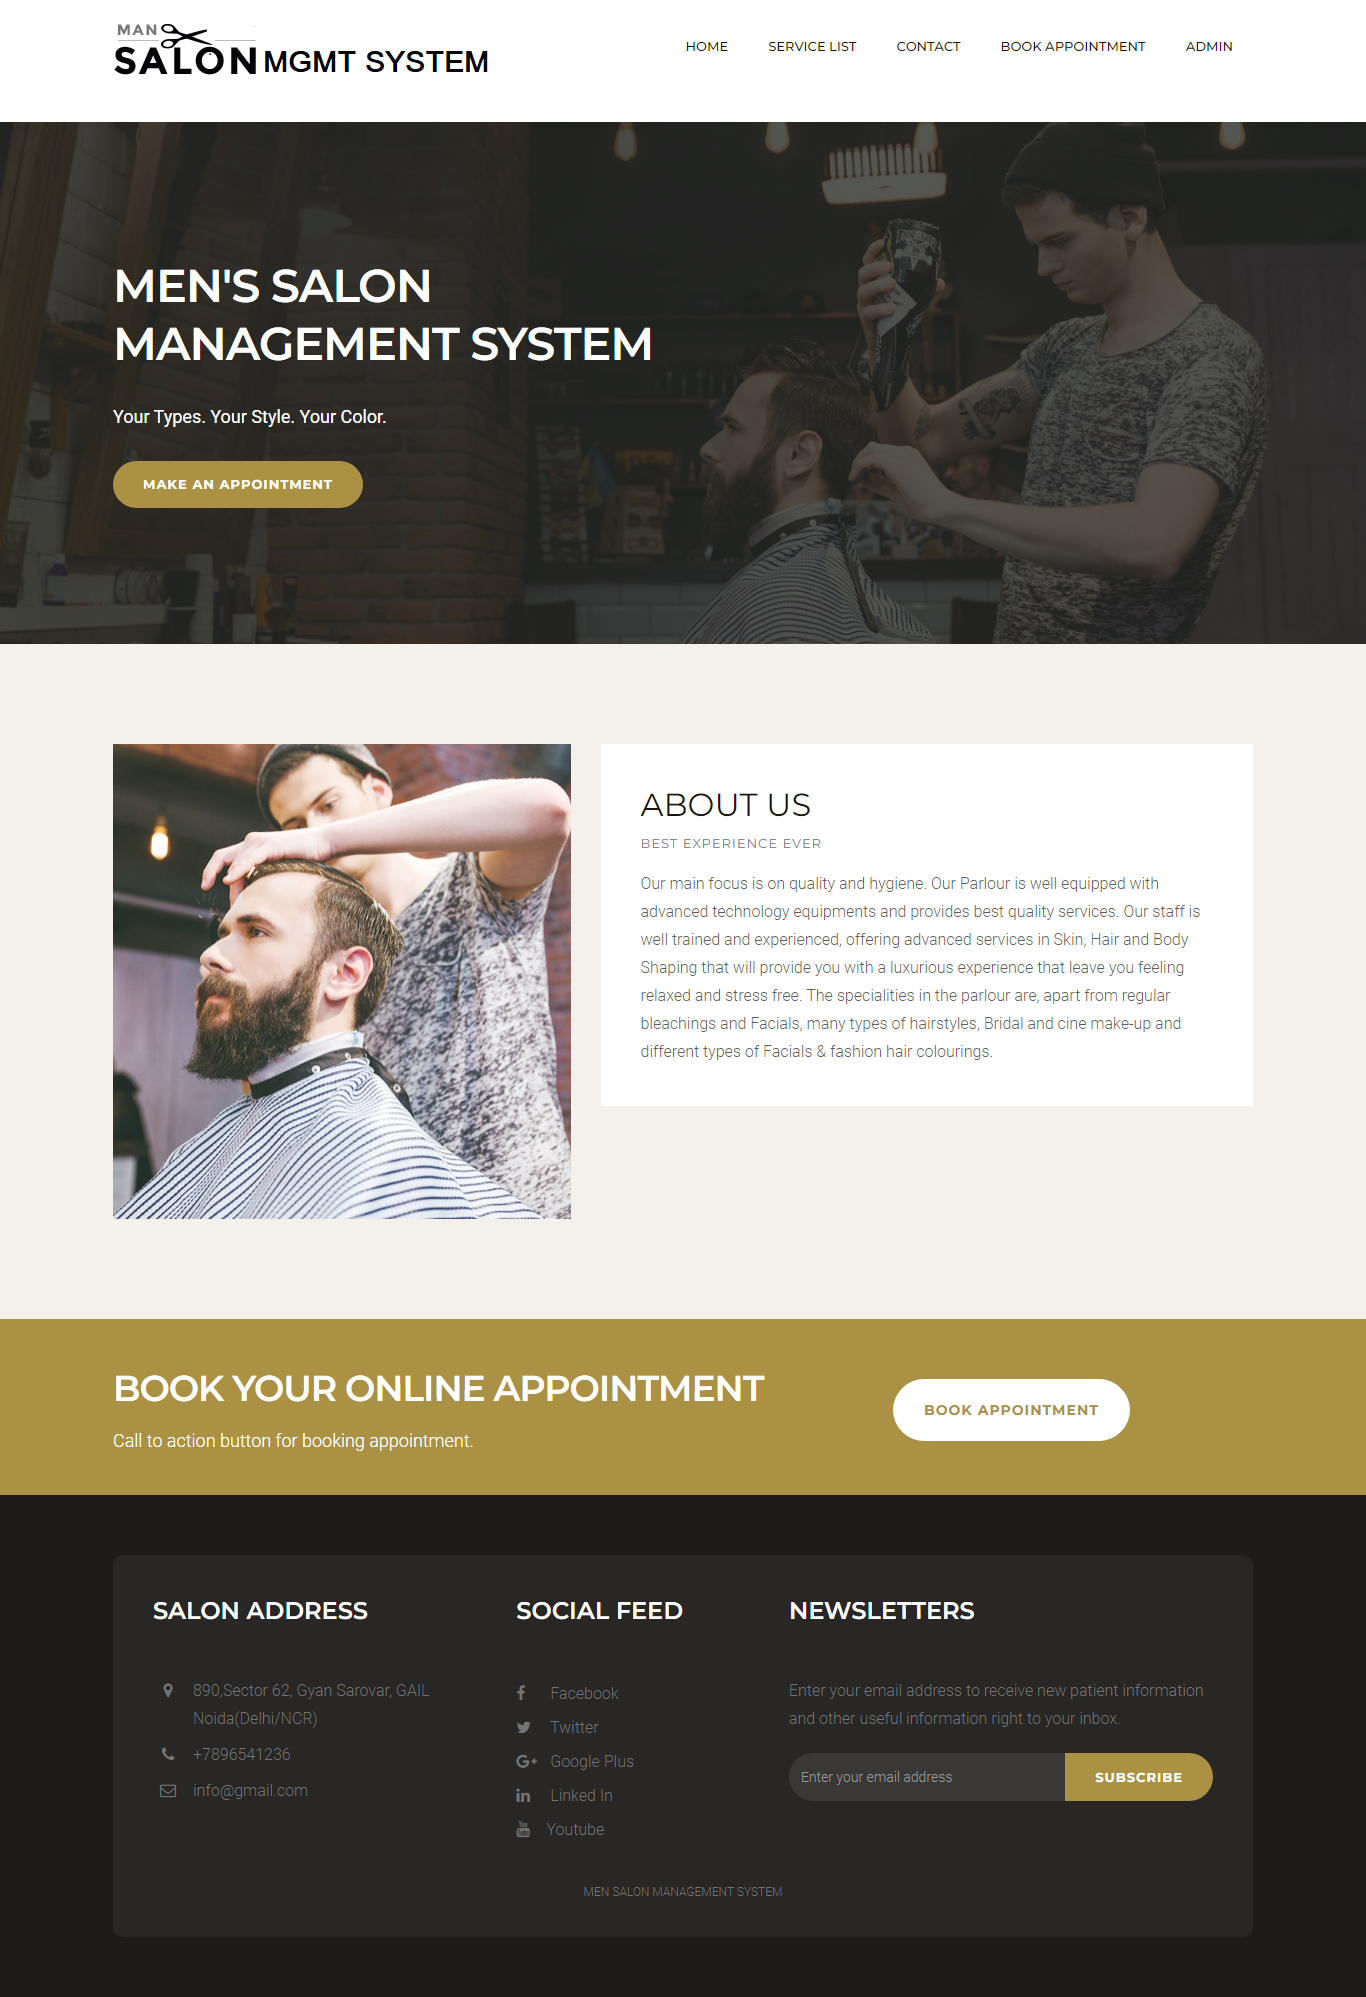 MAN
SALON MGMT SYSTEM
HOME
SERVICE LIST
CONTACT
BOOK APPOINTMENT
ADMIN
MEN'S SALON
MANAGEMENT SYSTEM
Your Types. Your Style. Your Color.
MAKE AN APPOINTMENT
ABOUT US
BEST EXPERIENCE EVER
Our main focus is on quality and hygiene. Our Parlour is well equipped with
advanced technology equipments and provides best quality services. Our staff is
well trained and experienced, offering advanced services in Skin, Hair and Body
Shaping that will provide you with a luxurious experience that leave you feeling
relaxed and stress free. The specialities in the parlour are, apart from regular
bleachings and Facials, many types of hairstyles, Bridal and cine make-up and
different types of Facials & fashion hair colourings.
BOOK YOUR ONLINE APPOINTMENT
Call to action button for booking appointment.
BOOK APPOINTMENT
SALON ADDRESS
890,Sector 62, Gyan Sarovar, GAIL
Noida(Delhi/NCR)
+7896541236
info@gmail.com
SOCIAL FEED
Facebook
Twitter
Google Plus
Linked In
Youtube
NEWSLETTERS
Enter your email address to receive new patient information
and other useful information right to your inbox.
Enter your email address
SUBSCRIBE
MEN SALON MANAGEMENT SYSTEM